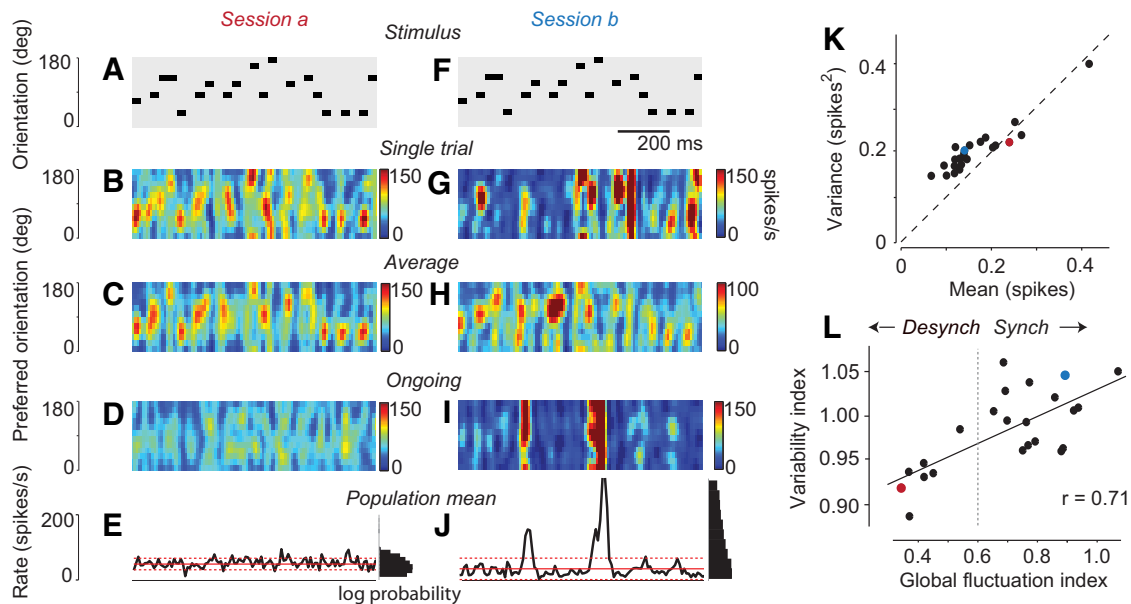 Session a
Session b
Stimulus
Orientation (deg)
180
0
A
F
200 ms
Single trial
Preferred orientation (deg)
180
0
B
150
0
G
150
0
spikes/s
Average
180
0
C
150
0
H
100
0
Ongoing
180
0
D
150
0
I
150
0
Population mean
Rate (spikes/s)
200
0
E
J
log probability
K
Variance (spikes²)
0.4
0.2
0
0
0.2
0.4
Mean (spikes)
L
← Desynch Synch →
Variability index
1.05
1.00
0.95
0.90
r = 0.71
0.4
0.6
0.8
1.0
Global fluctuation index